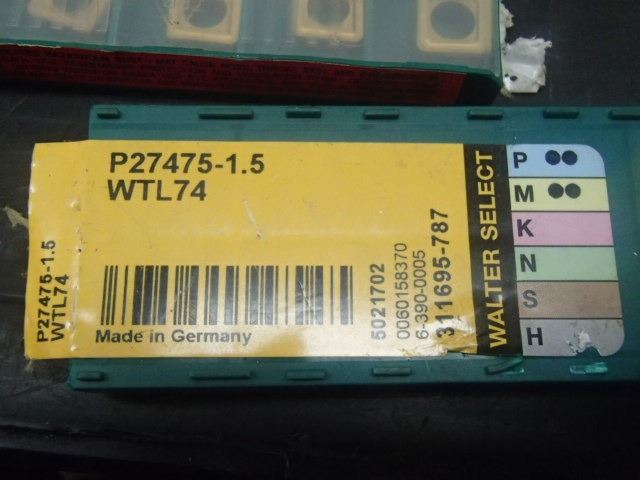 P27475-1.5
WTL74
Made in Germany
P27475-1.5
WTL74
5021702
0060158370
6-390-0005
311695-787
WALTER SELECT
P
M
K
N
S
H